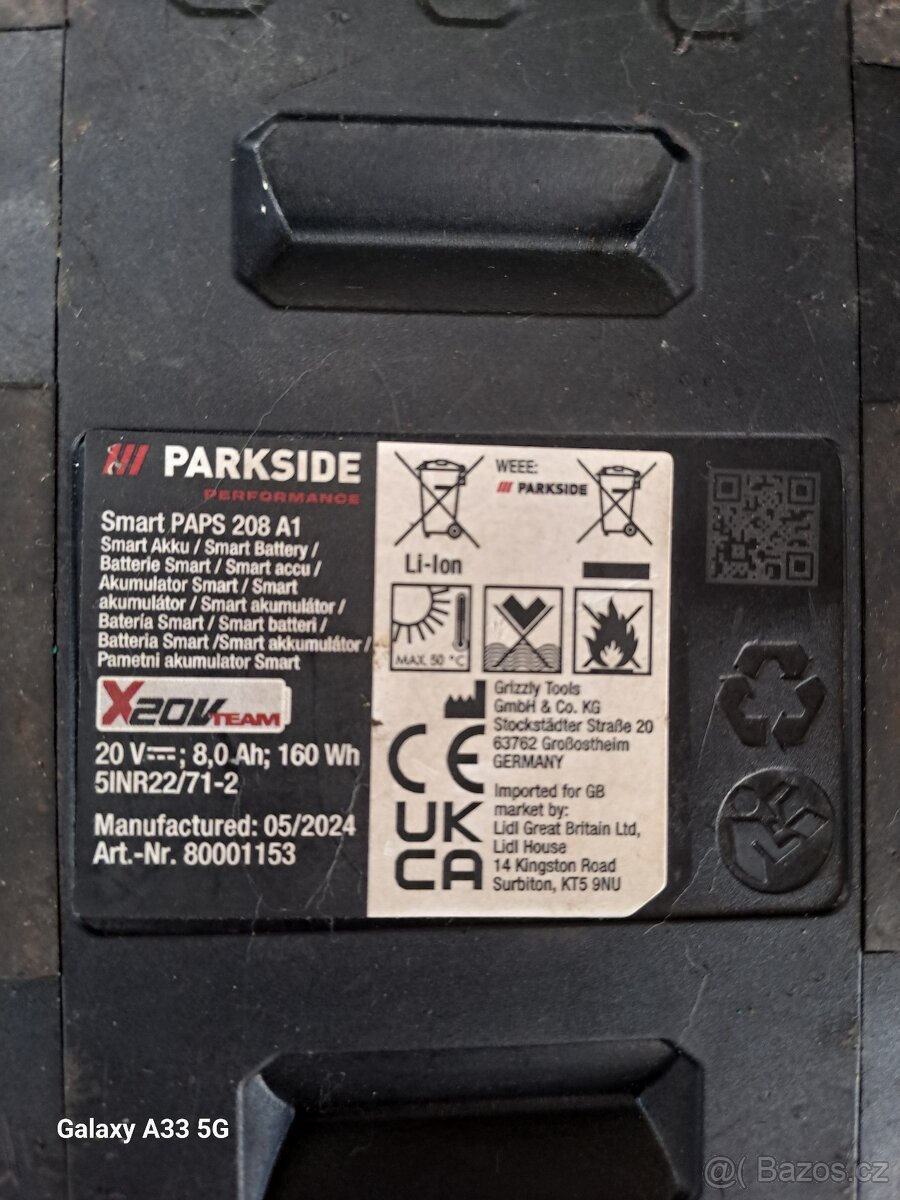 PARKSIDE
PERFORMANCE
Smart PAPS 208 A1
Smart Akku / Smart Battery /
Batterie Smart / Smart accu /
Akumulator Smart / Smart
akumulátor / Smart akumulátor /
Batería Smart / Smart batteri /
Batteria Smart /Smart akkumulátor /
Pametni akumulator Smart
X20VTEAM
20 V⎓; 8,0 Ah; 160 Wh
5INR22/71-2
Manufactured: 05/2024
Art.-Nr. 80001153
WEEE:
PARKSIDE
Li-Ion
MAX. 50 °C
Grizzly Tools
GmbH & Co. KG
Stockstädter Straße 20
63762 Großostheim
GERMANY
CE
UK
CA
Imported for GB
market by:
Lidl Great Britain Ltd,
Lidl House
14 Kingston Road
Surbiton, KT5 9NU
Galaxy A33 5G
@( Bazos.cz